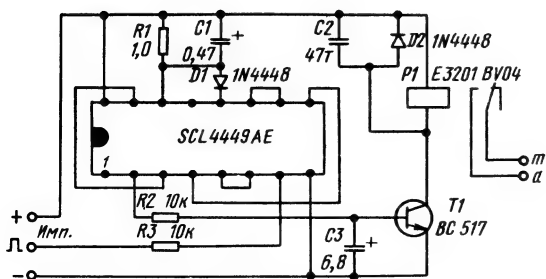 R1
1,0
C1
+
0,47
C2
47т
D2 1N4448
D1 1N4448
P1 E3201 BV04
SCL4449AE
1
т
а
R2 10к
T1
BC 517
+ Имп.
R3 10к
C3
+
6,8
−